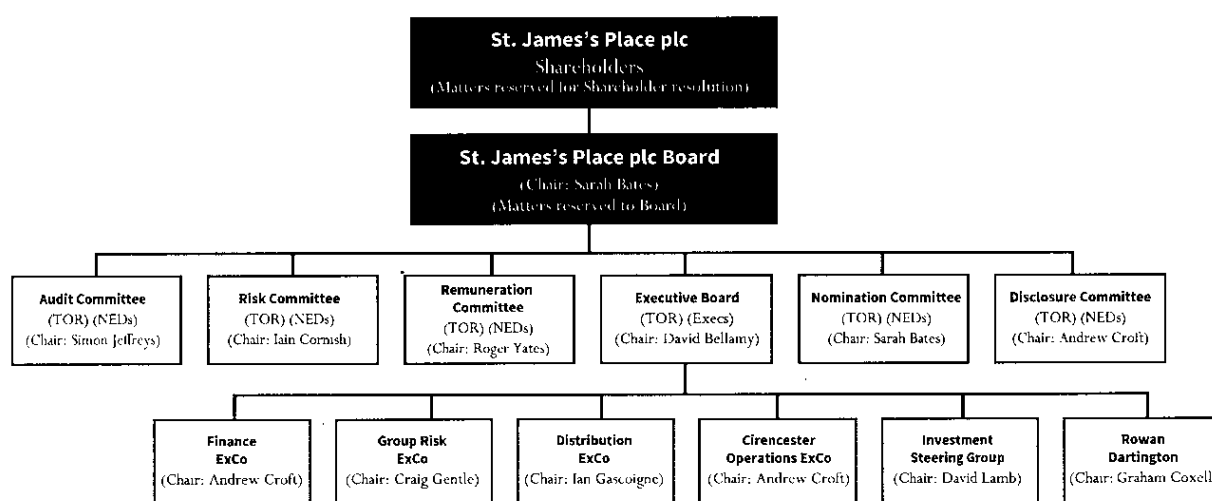 St. James's Place plc
Shareholders
(Matters reserved for Shareholder resolution)
St. James's Place plc Board
(Chair: Sarah Bates)
(Matters reserved to Board)
Audit Committee
(TOR) (NEDs)
(Chair: Simon Jeffreys)
Risk Committee
(TOR) (NEDs)
(Chair: Iain Cornish)
Remuneration
Committee
(TOR) (NEDs)
(Chair: Roger Yates)
Executive Board
(TOR) (Execs)
(Chair: David Bellamy)
Nomination Committee
(TOR) (NEDs)
(Chair: Sarah Bates)
Disclosure Committee
(TOR) (NEDs)
(Chair: Andrew Croft)
Finance
ExCo
(Chair: Andrew Croft)
Group Risk
ExCo
(Chair: Craig Gentle)
Distribution
ExCo
(Chair: Ian Gascoigne)
Cirencester
Operations ExCo
(Chair: Andrew Croft)
Investment
Steering Group
(Chair: David Lamb)
Rowan
Dartington
(Chair: Graham Coxell